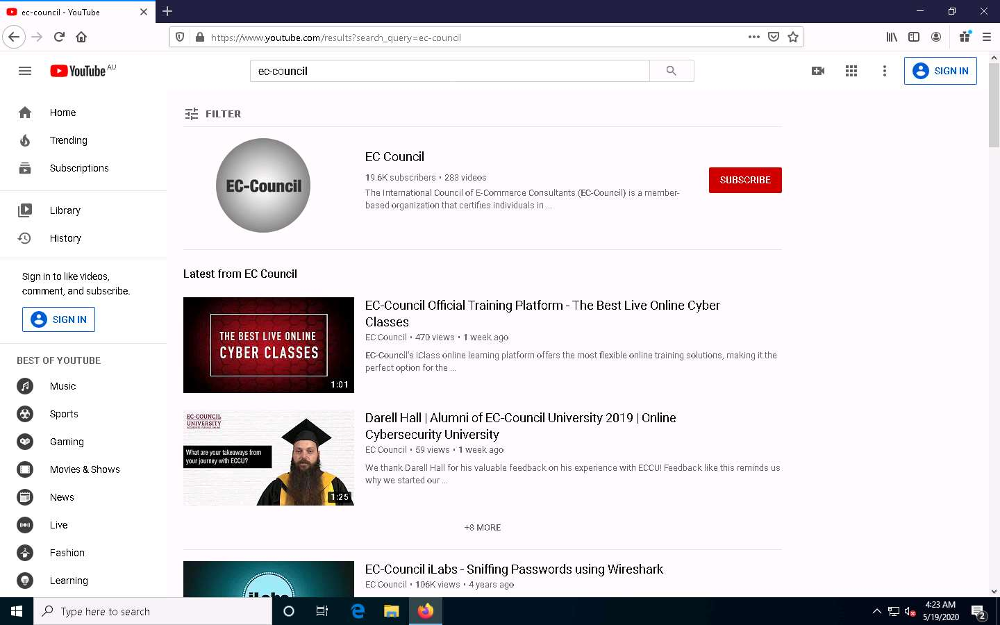 ec-council - YouTube
https://www.youtube.com/results?search_query=ec-council
YouTube AU
ec-council
SIGN IN
Home
Trending
Subscriptions
Library
History
Sign in to like videos,
comment, and subscribe.
SIGN IN
BEST OF YOUTUBE
Music
Sports
Gaming
Movies & Shows
News
Live
Fashion
Learning
FILTER
EC-Council
EC Council
19.6K subscribers • 283 videos
The International Council of E-Commerce Consultants (EC-Council) is a member-
based organization that certifies individuals in ...
SUBSCRIBE
Latest from EC Council
THE BEST LIVE ONLINE
CYBER CLASSES
1:01
EC-Council Official Training Platform - The Best Live Online Cyber
Classes
EC Council • 470 views • 1 week ago
EC-Council's iClass online learning platform offers the most flexible online training solutions, making it the
perfect option for the ...
EC-COUNCIL
UNIVERSITY
What are your takeaways from
your journey with ECCU?
1:25
Darell Hall | Alumni of EC-Council University 2019 | Online
Cybersecurity University
EC Council • 59 views • 1 week ago
We thank Darell Hall for his valuable feedback on his experience with ECCU! Feedback like this reminds us
why we started our ...
+8 MORE
iLabs
EC-Council iLabs - Sniffing Passwords using Wireshark
EC Council • 106K views • 4 years ago
Type here to search
4:23 AM
5/19/2020
2